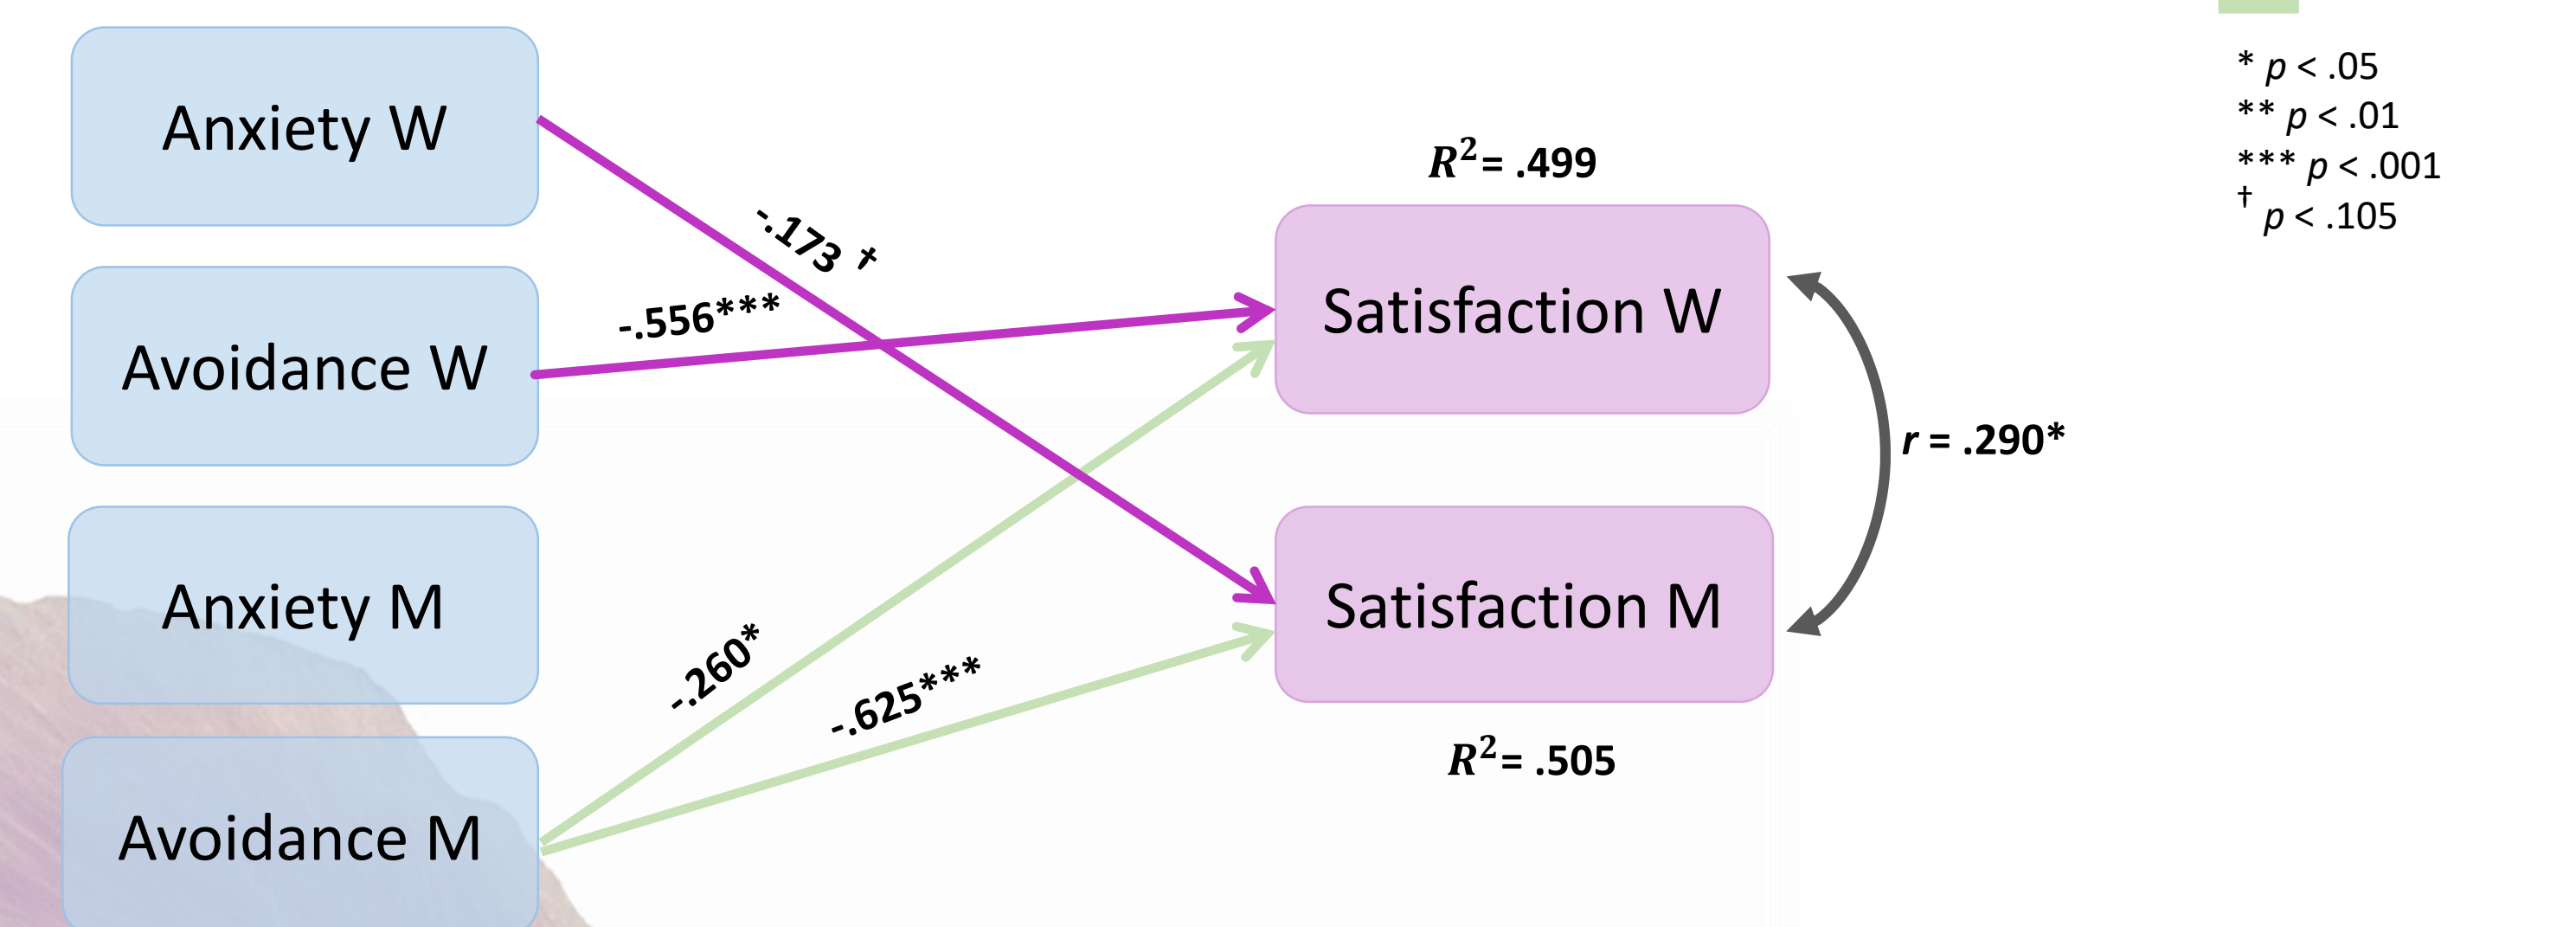 Anxiety W
Avoidance W
Anxiety M
Avoidance M
-.173 †
-.556***
-.260*
-.625***
R²= .499
Satisfaction W
Satisfaction M
R²= .505
r = .290*
* p < .05
** p < .01
*** p < .001
† p < .105